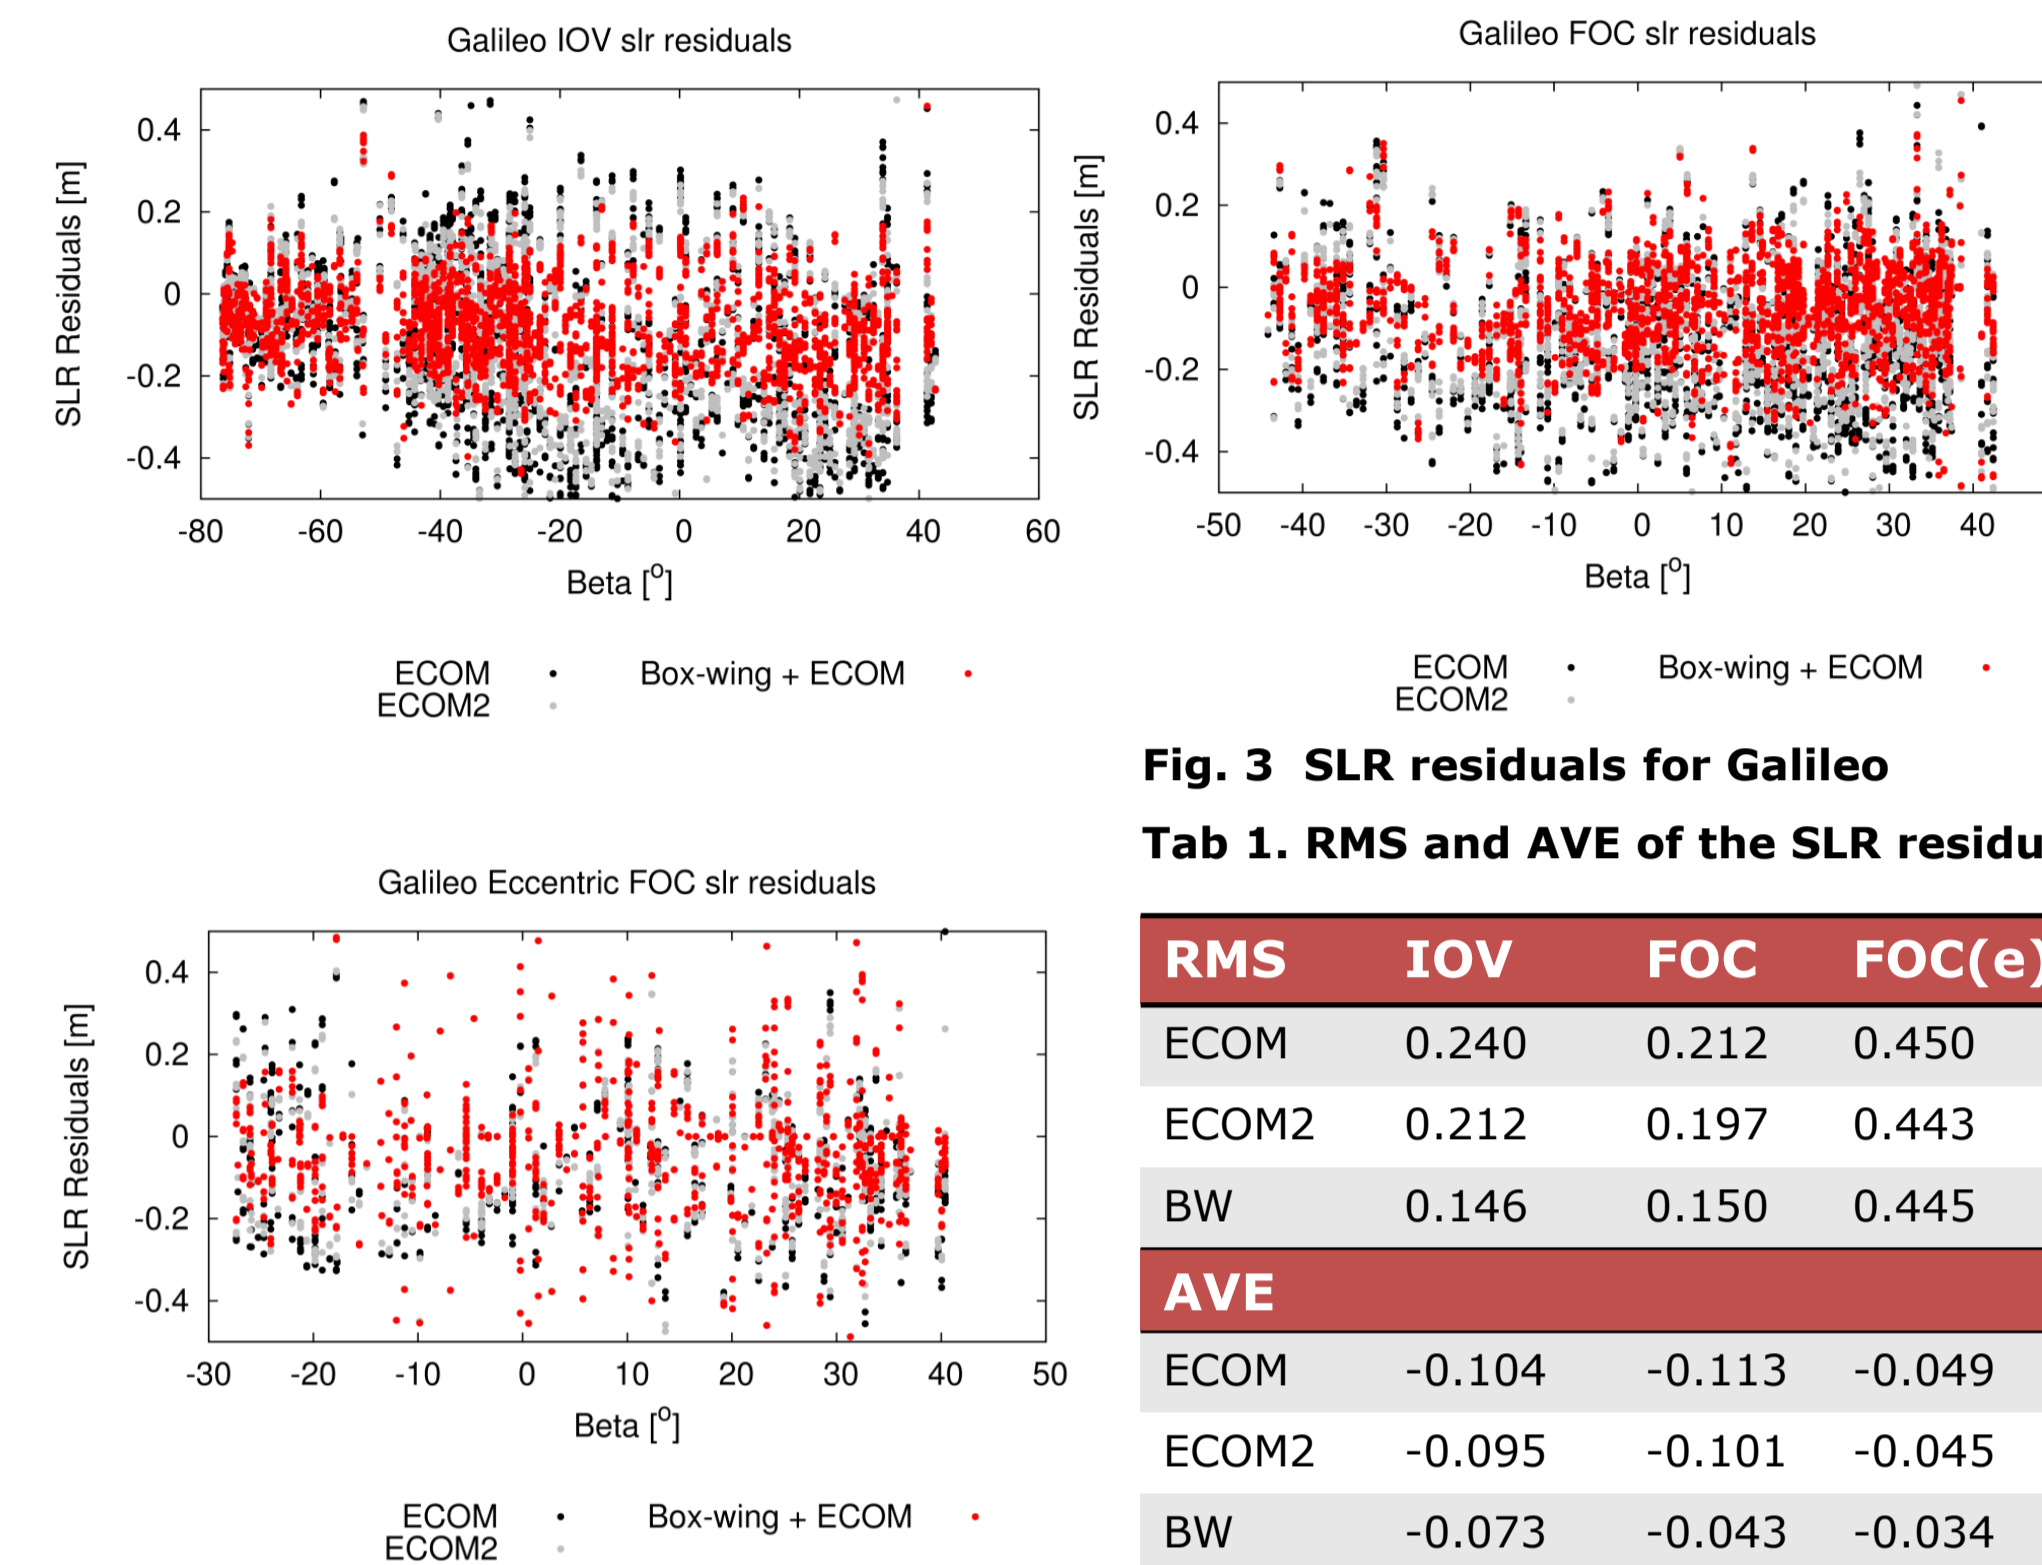 Galileo IOV slr residuals
SLR Residuals [m]
0.4
0.2
0
-0.2
-0.4
-80 -60 -40 -20 0 20 40 60
Beta [o]
ECOM Box-wing + ECOM
ECOM2
Galileo FOC slr residuals
SLR Residuals [m]
0.4
0.2
0
-0.2
-0.4
-50 -40 -30 -20 -10 0 10 20 30 40
Beta [o]
ECOM Box-wing + ECOM
ECOM2
Fig. 3 SLR residuals for Galileo
Tab 1. RMS and AVE of the SLR residu
Galileo Eccentric FOC slr residuals
SLR Residuals [m]
0.4
0.2
0
-0.2
-0.4
-30 -20 -10 0 10 20 30 40 50
Beta [o]
ECOM Box-wing + ECOM
ECOM2
RMS IOV FOC FOC(e)
ECOM 0.240 0.212 0.450
ECOM2 0.212 0.197 0.443
BW 0.146 0.150 0.445
AVE
ECOM -0.104 -0.113 -0.049
ECOM2 -0.095 -0.101 -0.045
BW -0.073 -0.043 -0.034